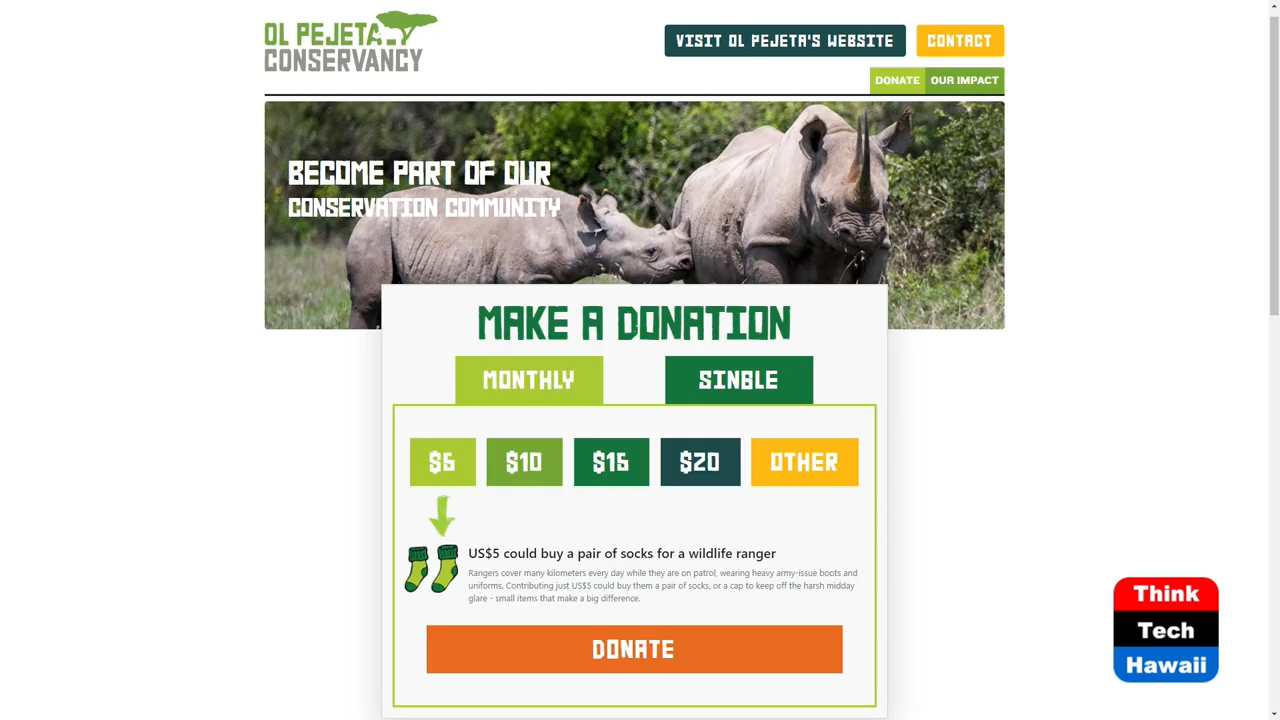 OL PEJETA
CONSERVANCY
VISIT OL PEJETA'S WEBSITE
CONTACT
DONATE
OUR IMPACT
BECOME PART OF OUR
CONSERVATION COMMUNITY
MAKE A DONATION
MONTHLY
SINGLE
$5
$10
$15
$20
OTHER
US$5 could buy a pair of socks for a wildlife ranger
Rangers cover many kilometers every day while they are on patrol, wearing heavy army-issue boots and
uniforms. Contributing just US$5 could buy them a pair of socks, or a cap to keep off the harsh midday
glare - small items that make a big difference.
DONATE
Think
Tech
Hawaii